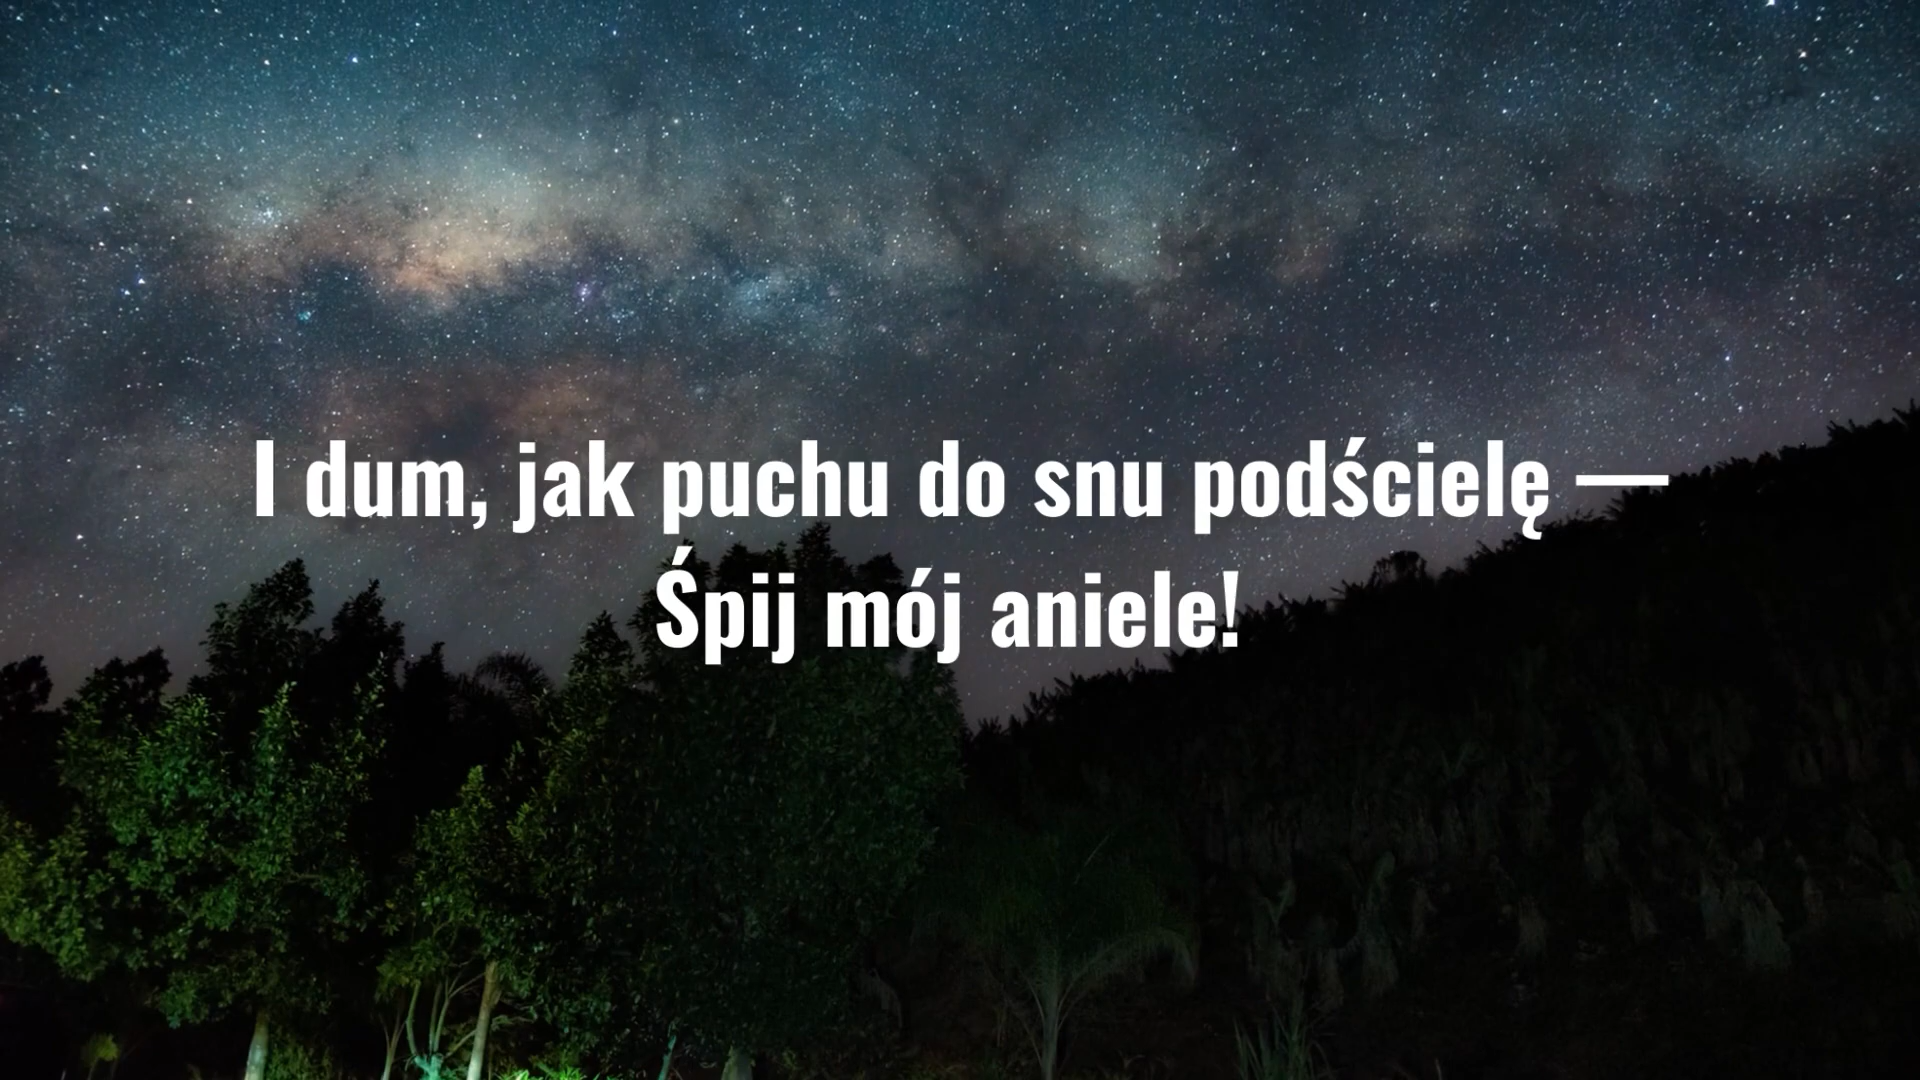 I dum, jak puchu do snu podścielę —
Śpij mój aniele!